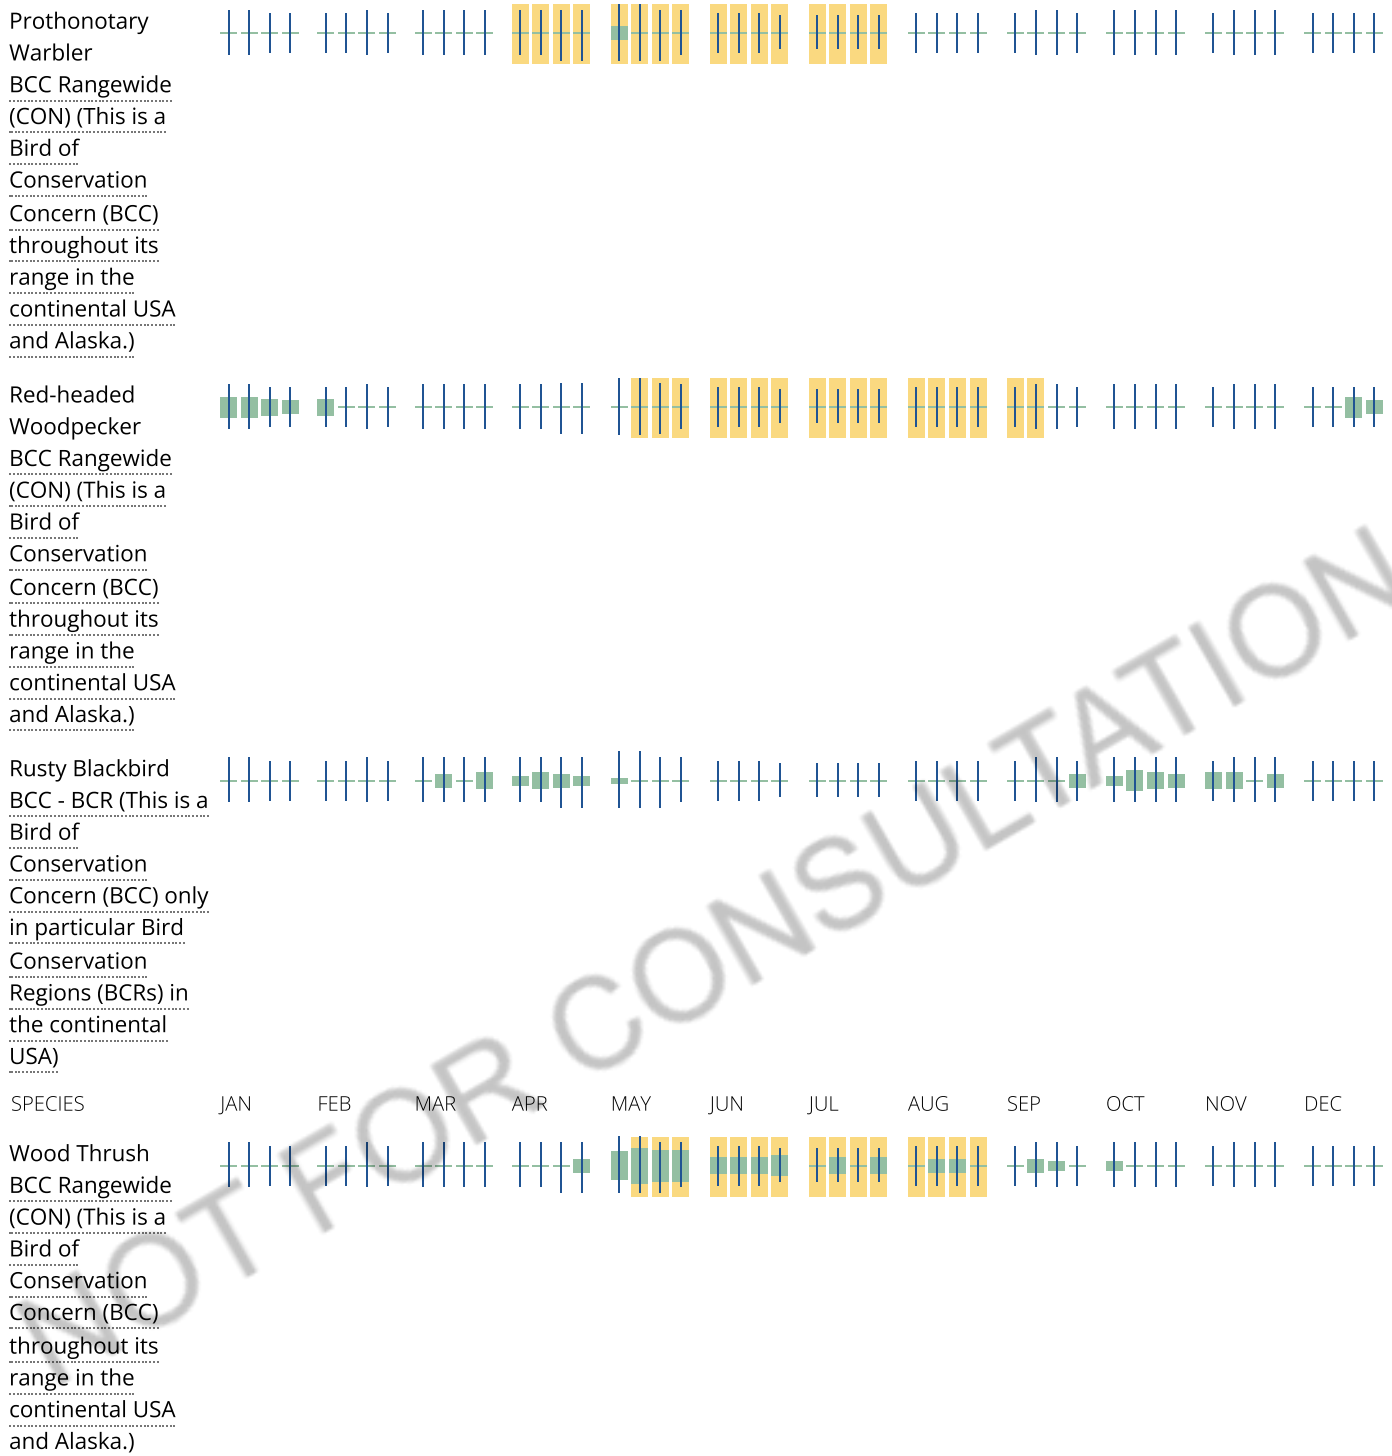 Prothonotary
Warbler
BCC Rangewide
(CON) (This is a
Bird of
Conservation
Concern (BCC)
throughout its
range in the
continental USA
and Alaska.)
Red-headed
Woodpecker
BCC Rangewide
(CON) (This is a
Bird of
Conservation
Concern (BCC)
throughout its
range in the
continental USA
and Alaska.)
Rusty Blackbird
BCC - BCR (This is a
Bird of
Conservation
Concern (BCC) only
in particular Bird
Conservation
Regions (BCRs) in
the continental
USA)
SPECIES JAN FEB MAR APR MAY JUN JUL AUG SEP OCT NOV DEC
Wood Thrush
BCC Rangewide
(CON) (This is a
Bird of
Conservation
Concern (BCC)
throughout its
range in the
continental USA
and Alaska.)
NOT FOR CONSULTATION